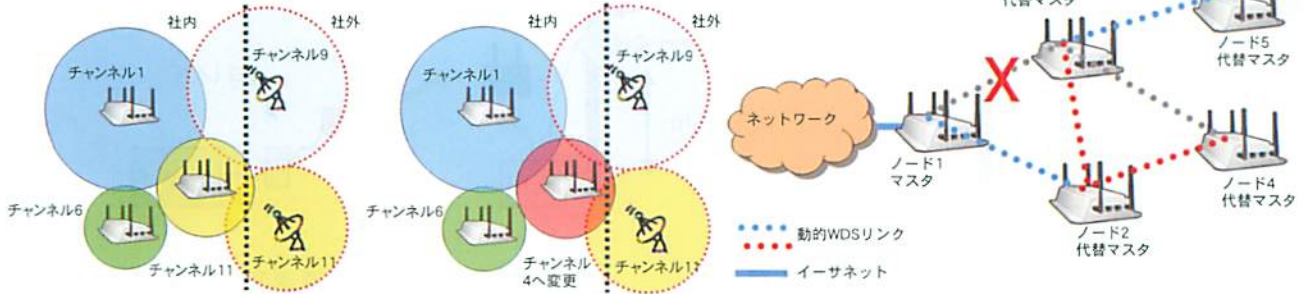 社内
社外
チャンネル1
チャンネル9
チャンネル6
チャンネル11
チャンネル11
社内
社外
チャンネル1
チャンネル9
チャンネル6
チャンネル
4へ変更
チャンネル11
代替マスタ
ノード5
代替マスタ
X
ネットワーク
ノード1
マスタ
ノード4
代替マスタ
ノード2
代替マスタ
動的WDSリンク
イーサネット